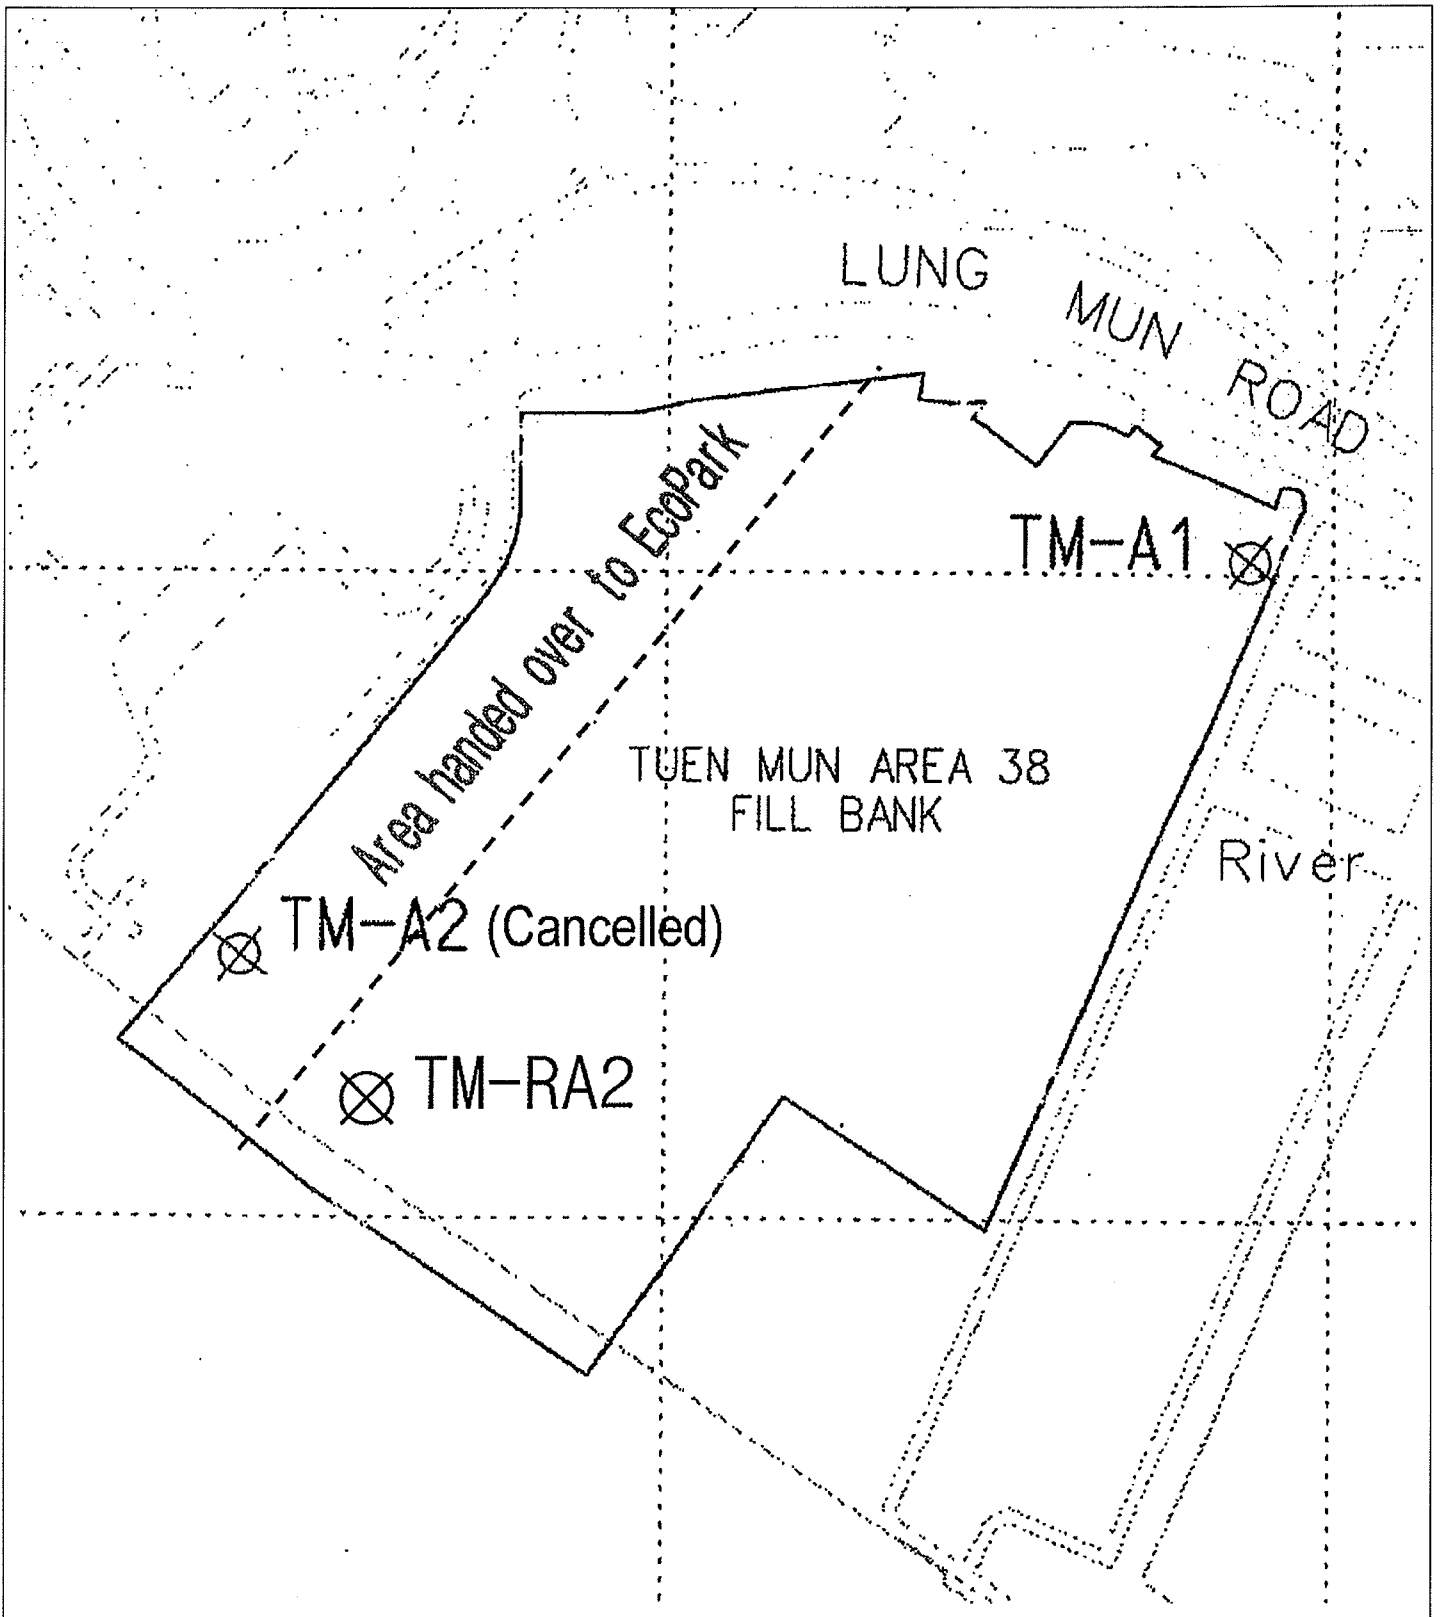 LUNG MUN ROAD
TM-A1
Area handed over to EcoPark
TUEN MUN AREA 38
FILL BANK
River
TM-A2 (Cancelled)
TM-RA2